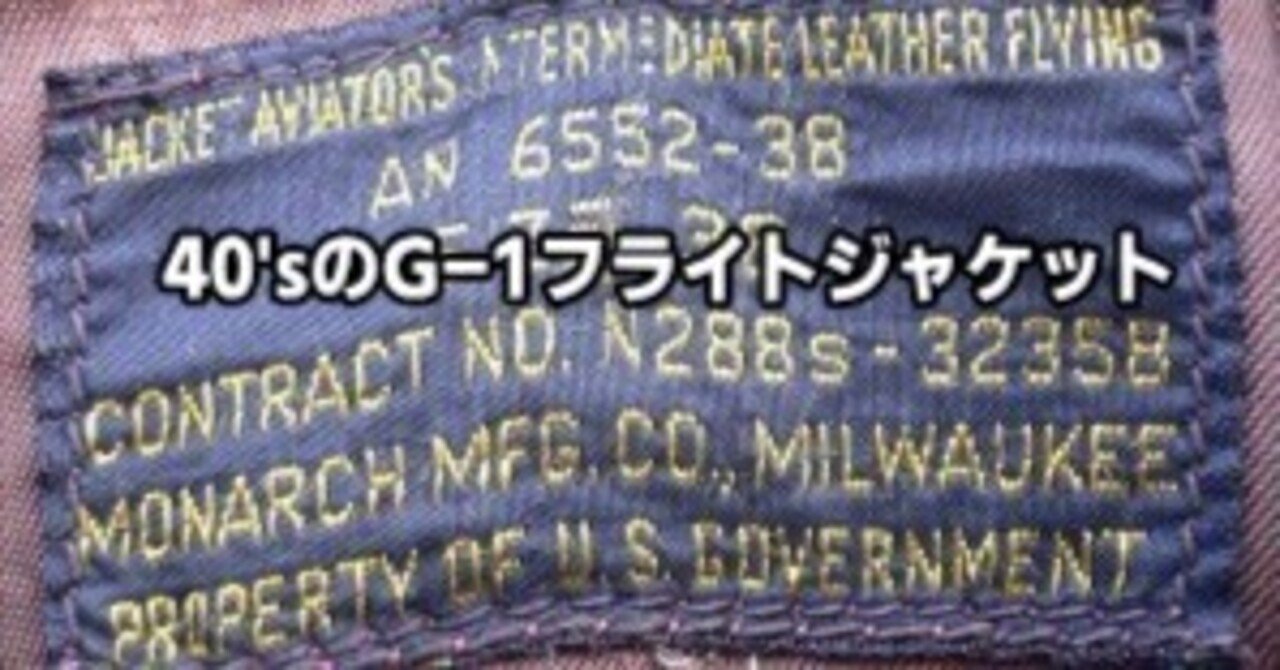 JACKET AVIATOR'S INTERMEDIATE LEATHER FLYING
AN 6552-38
40'sのG-1フライトジャケット
CONTRACT NO. N288s-32358
MONARCH MFG. CO., MILWAUKEE
PROPERTY OF U.S. GOVERNMENT